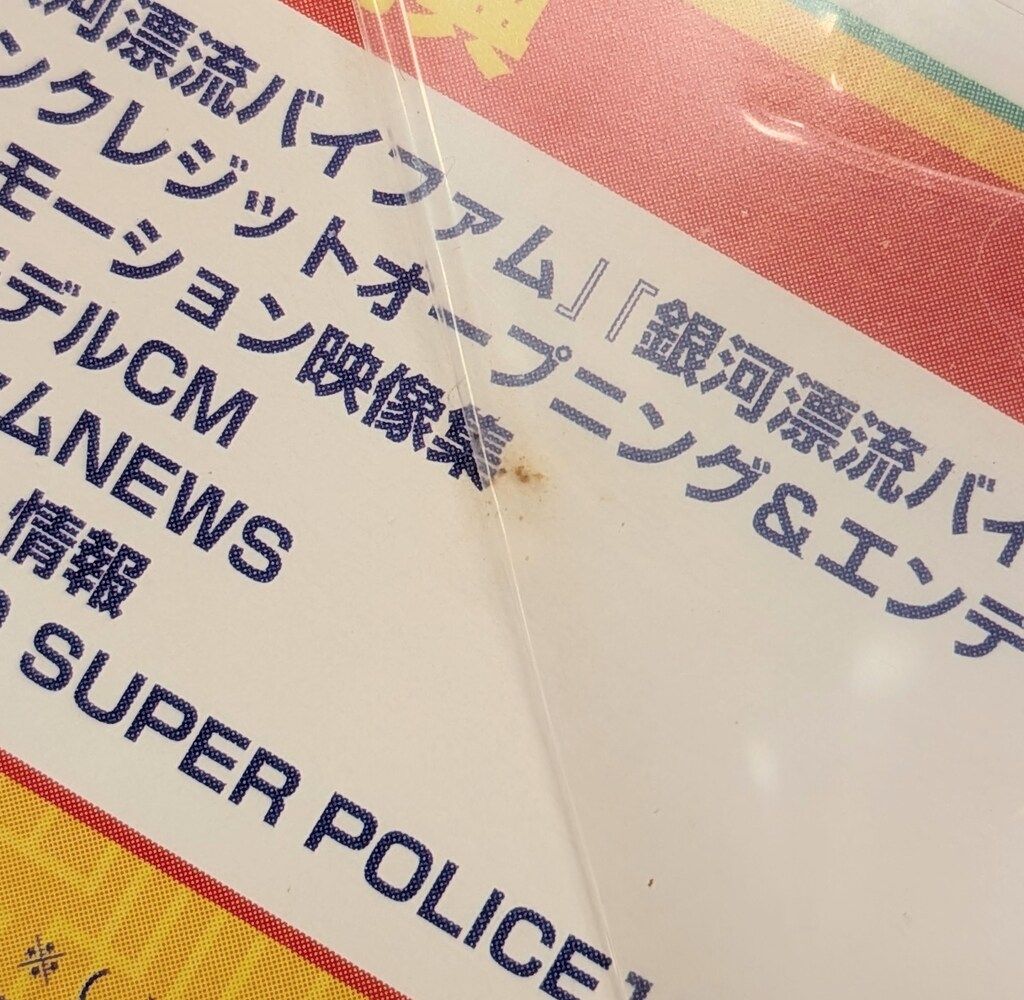 河漂流バイファム」「銀河漂流バイ
ンクレジットオープニング&エンデ
モーション映像集
デルCM
ムNEWS
情報
SUPER POLICE
※